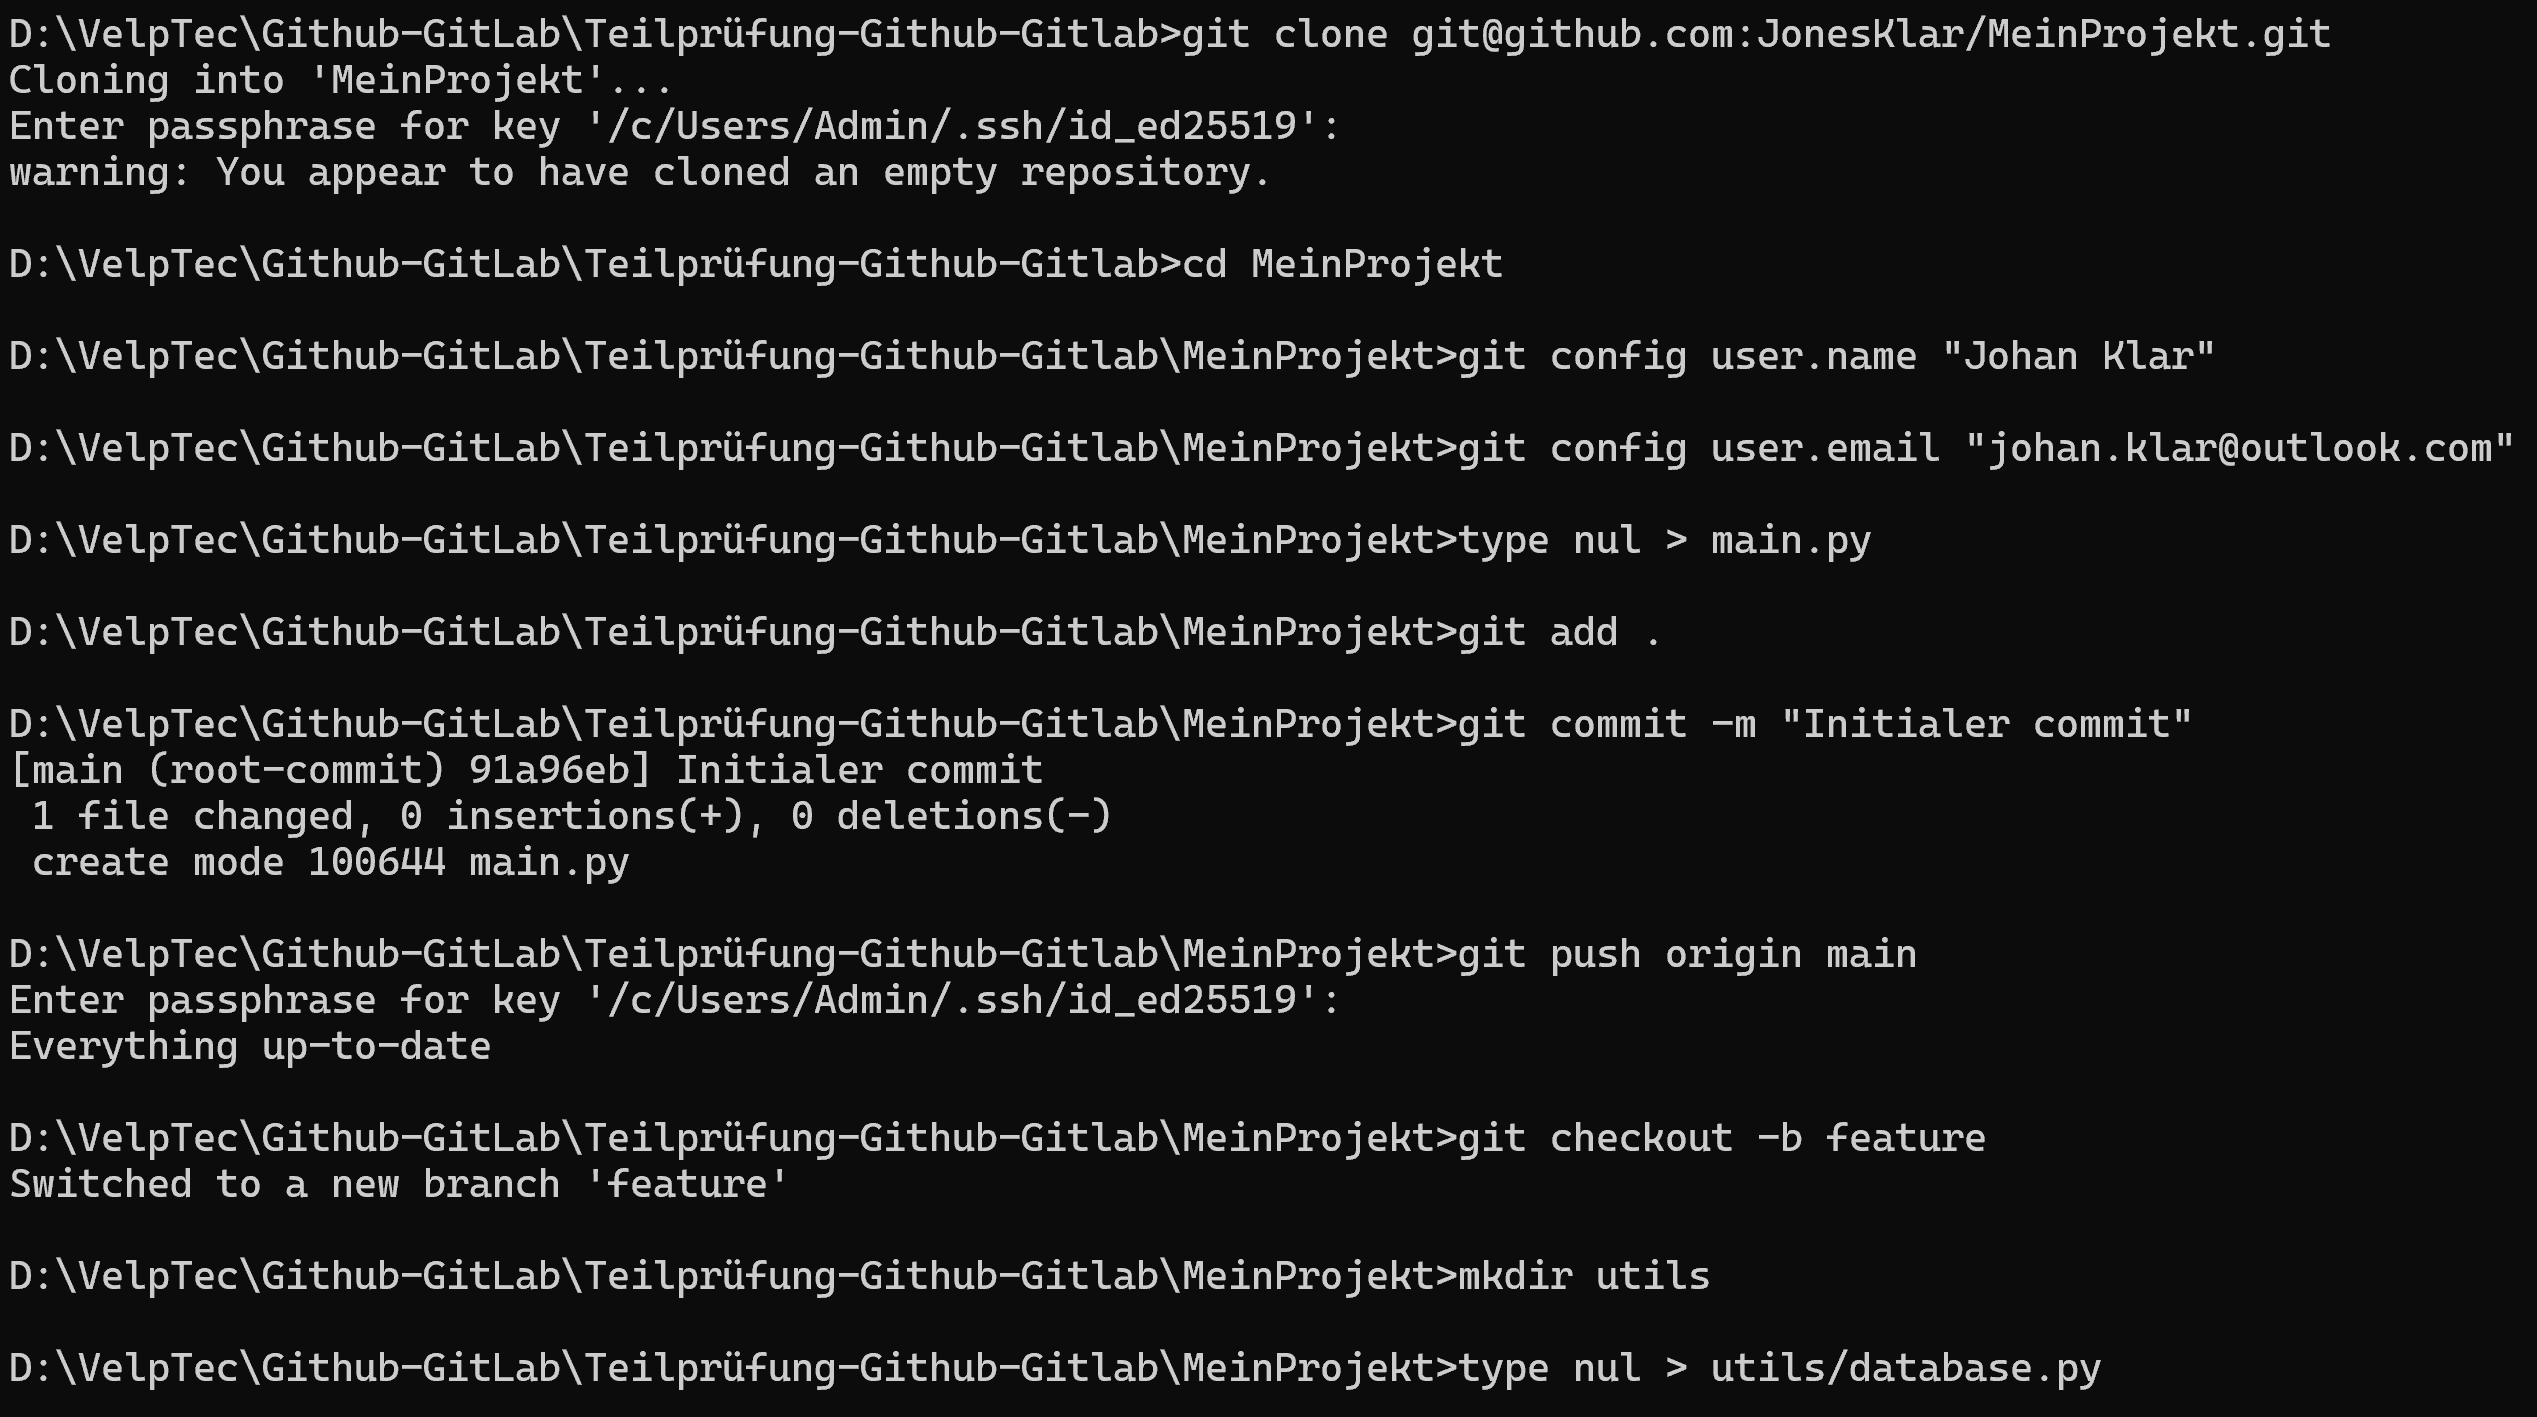 D:\VelpTec\Github-GitLab\Teilprüfung-Github-Gitlab>git clone git@github.com:JonesKlar/MeinProjekt.git
Cloning into 'MeinProjekt'...
Enter passphrase for key '/c/Users/Admin/.ssh/id_ed25519':
warning: You appear to have cloned an empty repository.
D:\VelpTec\Github-GitLab\Teilprüfung-Github-Gitlab>cd MeinProjekt
D:\VelpTec\Github-GitLab\Teilprüfung-Github-Gitlab\MeinProjekt>git config user.name "Johan Klar"
D:\VelpTec\Github-GitLab\Teilprüfung-Github-Gitlab\MeinProjekt>git config user.email "johan.klar@outlook.com"
D:\VelpTec\Github-GitLab\Teilprüfung-Github-Gitlab\MeinProjekt>type nul > main.py
D:\VelpTec\Github-GitLab\Teilprüfung-Github-Gitlab\MeinProjekt>git add .
D:\VelpTec\Github-GitLab\Teilprüfung-Github-Gitlab\MeinProjekt>git commit -m "Initialer commit"
[main (root-commit) 91a96eb] Initialer commit
 1 file changed, 0 insertions(+), 0 deletions(-)
 create mode 100644 main.py
D:\VelpTec\Github-GitLab\Teilprüfung-Github-Gitlab\MeinProjekt>git push origin main
Enter passphrase for key '/c/Users/Admin/.ssh/id_ed25519':
Everything up-to-date
D:\VelpTec\Github-GitLab\Teilprüfung-Github-Gitlab\MeinProjekt>git checkout -b feature
Switched to a new branch 'feature'
D:\VelpTec\Github-GitLab\Teilprüfung-Github-Gitlab\MeinProjekt>mkdir utils
D:\VelpTec\Github-GitLab\Teilprüfung-Github-Gitlab\MeinProjekt>type nul > utils/database.py